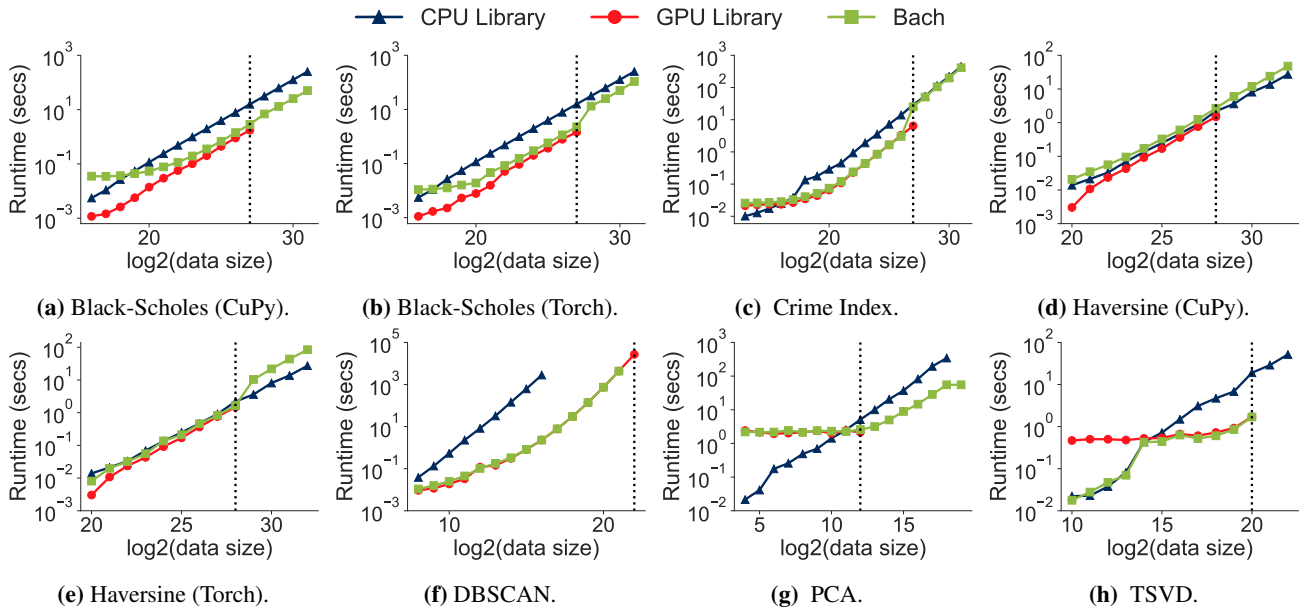 CPU Library GPU Library Bach
Runtime (secs)
10^3
10^1
10^−1
10^−3
20 30
log2(data size)
(a) Black-Scholes (CuPy).
Runtime (secs)
10^3
10^1
10^−1
10^−3
20 30
log2(data size)
(b) Black-Scholes (Torch).
Runtime (secs)
10^3
10^2
10^1
10^0
10^−1
10^−2
20 30
log2(data size)
(c) Crime Index.
Runtime (secs)
10^2
10^1
10^0
10^−1
10^−2
10^−3
20 25 30
log2(data size)
(d) Haversine (CuPy).
Runtime (secs)
10^2
10^1
10^0
10^−1
10^−2
10^−3
20 25 30
log2(data size)
(e) Haversine (Torch).
Runtime (secs)
10^5
10^3
10^1
10^−1
10^−3
10 20
log2(data size)
(f) DBSCAN.
Runtime (secs)
10^3
10^2
10^1
10^0
10^−1
10^−2
5 10 15
log2(data size)
(g) PCA.
Runtime (secs)
10^2
10^1
10^0
10^−1
10^−2
10 15 20
log2(data size)
(h) TSVD.